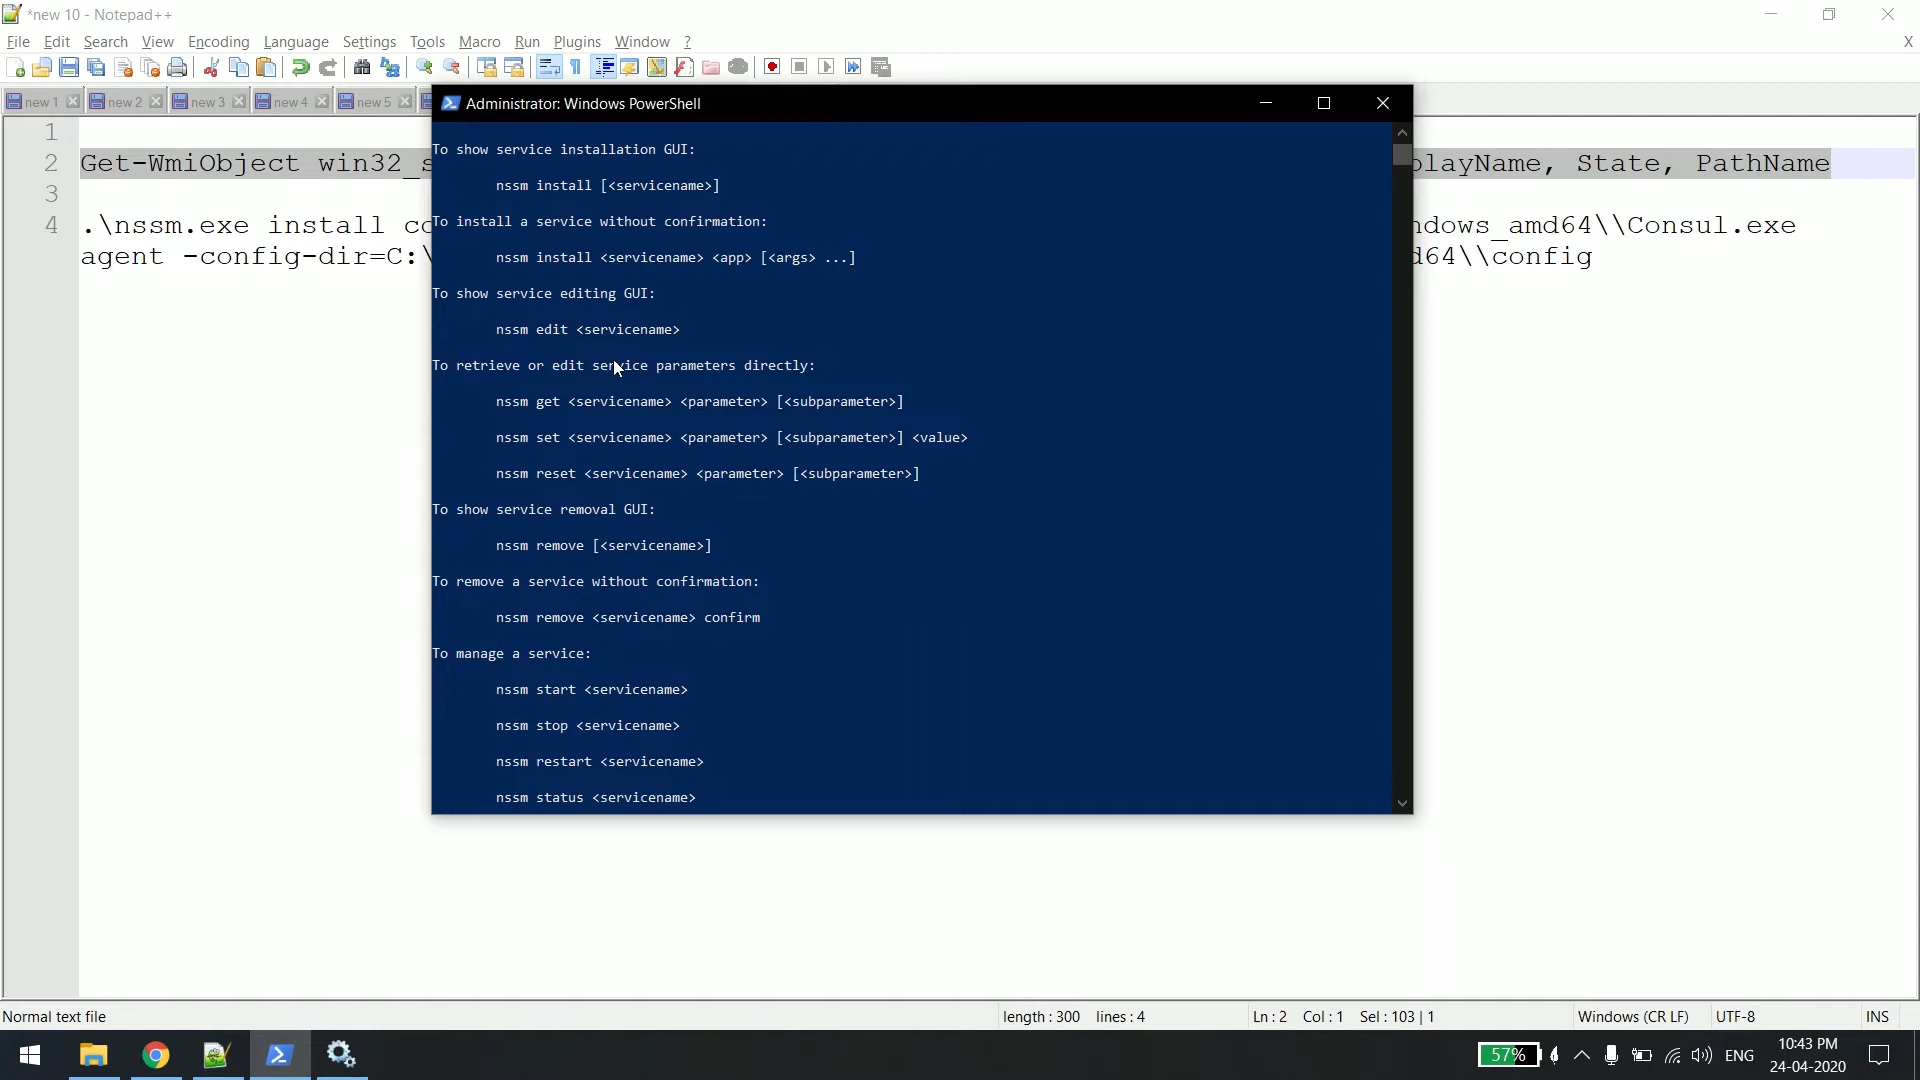 *new 10 - Notepad++
File Edit Search View Encoding Language Settings Tools Macro Run Plugins Window ?
X
new 1 new 2 new 3 new 4 new 5
Administrator: Windows PowerShell
1
2 Get-WmiObject win32_s
playName, State, PathName
3
4 .\nssm.exe install co
ndows_amd64\\Consul.exe
agent -config-dir=C:\
d64\\config
To show service installation GUI:
nssm install [<servicename>]
To install a service without confirmation:
nssm install <servicename> <app> [<args> ...]
To show service editing GUI:
nssm edit <servicename>
To retrieve or edit service parameters directly:
nssm get <servicename> <parameter> [<subparameter>]
nssm set <servicename> <parameter> [<subparameter>] <value>
nssm reset <servicename> <parameter> [<subparameter>]
To show service removal GUI:
nssm remove [<servicename>]
To remove a service without confirmation:
nssm remove <servicename> confirm
To manage a service:
nssm start <servicename>
nssm stop <servicename>
nssm restart <servicename>
nssm status <servicename>
Normal text file length : 300 lines : 4 Ln : 2 Col : 1 Sel : 103 | 1 Windows (CR LF) UTF-8 INS
57% ENG
10:43 PM
24-04-2020